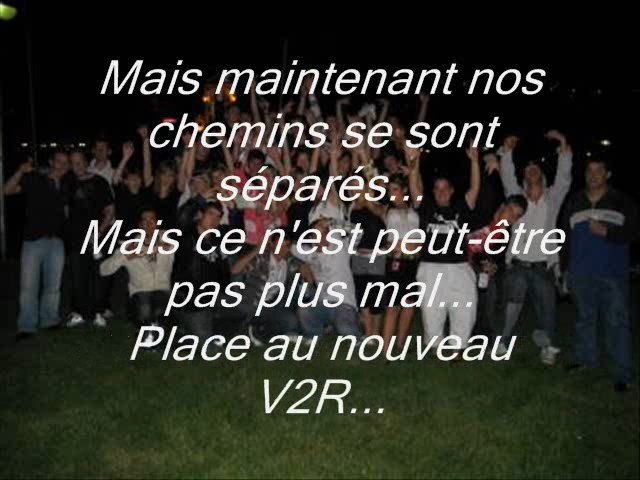 Mais maintenant nos
chemins se sont
séparés...
Mais ce n'est peut-être
pas plus mal...
Place au nouveau
V2R...